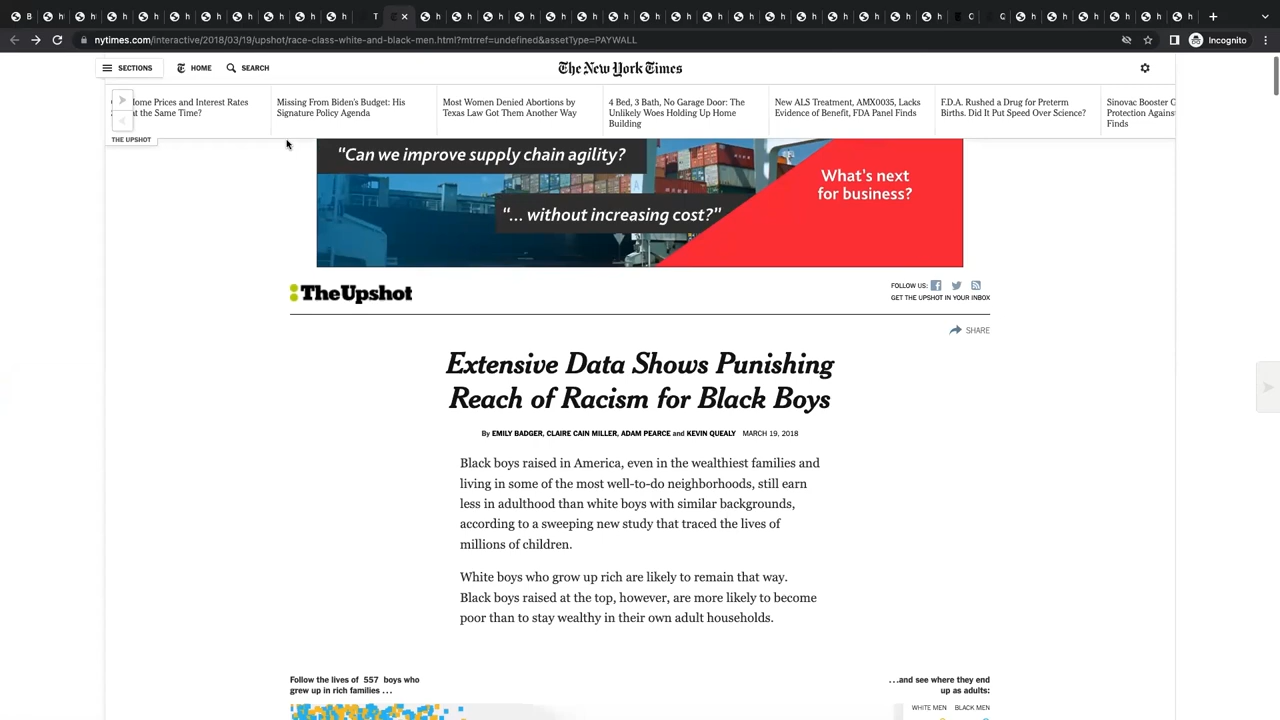 nytimes.com/interactive/2018/03/19/upshot/race-class-white-and-black-men.html?mtrref=undefined&assetType=PAYWALL
Incognito
SECTIONS
HOME
SEARCH
The New York Times
ome Prices and Interest Rates
at the Same Time?
Missing From Biden's Budget: His
Signature Policy Agenda
Most Women Denied Abortions by
Texas Law Got Them Another Way
4 Bed, 3 Bath, No Garage Door: The
Unlikely Woes Holding Up Home
Building
New ALS Treatment, AMX0035, Lacks
Evidence of Benefit, FDA Panel Finds
F.D.A. Rushed a Drug for Preterm
Births. Did It Put Speed Over Science?
Sinovac Booster
Protection Agains
Finds
THE UPSHOT
"Can we improve supply chain agility?
"... without increasing cost?"
What's next
for business?
TheUpshot
FOLLOW US:
GET THE UPSHOT IN YOUR INBOX
SHARE
Extensive Data Shows Punishing
Reach of Racism for Black Boys
By EMILY BADGER, CLAIRE CAIN MILLER, ADAM PEARCE and KEVIN QUEALY MARCH 19, 2018
Black boys raised in America, even in the wealthiest families and
living in some of the most well-to-do neighborhoods, still earn
less in adulthood than white boys with similar backgrounds,
according to a sweeping new study that traced the lives of
millions of children.
White boys who grow up rich are likely to remain that way.
Black boys raised at the top, however, are more likely to become
poor than to stay wealthy in their own adult households.
Follow the lives of 557 boys who
grew up in rich families ...
...and see where they end
up as adults:
WHITE MEN BLACK MEN